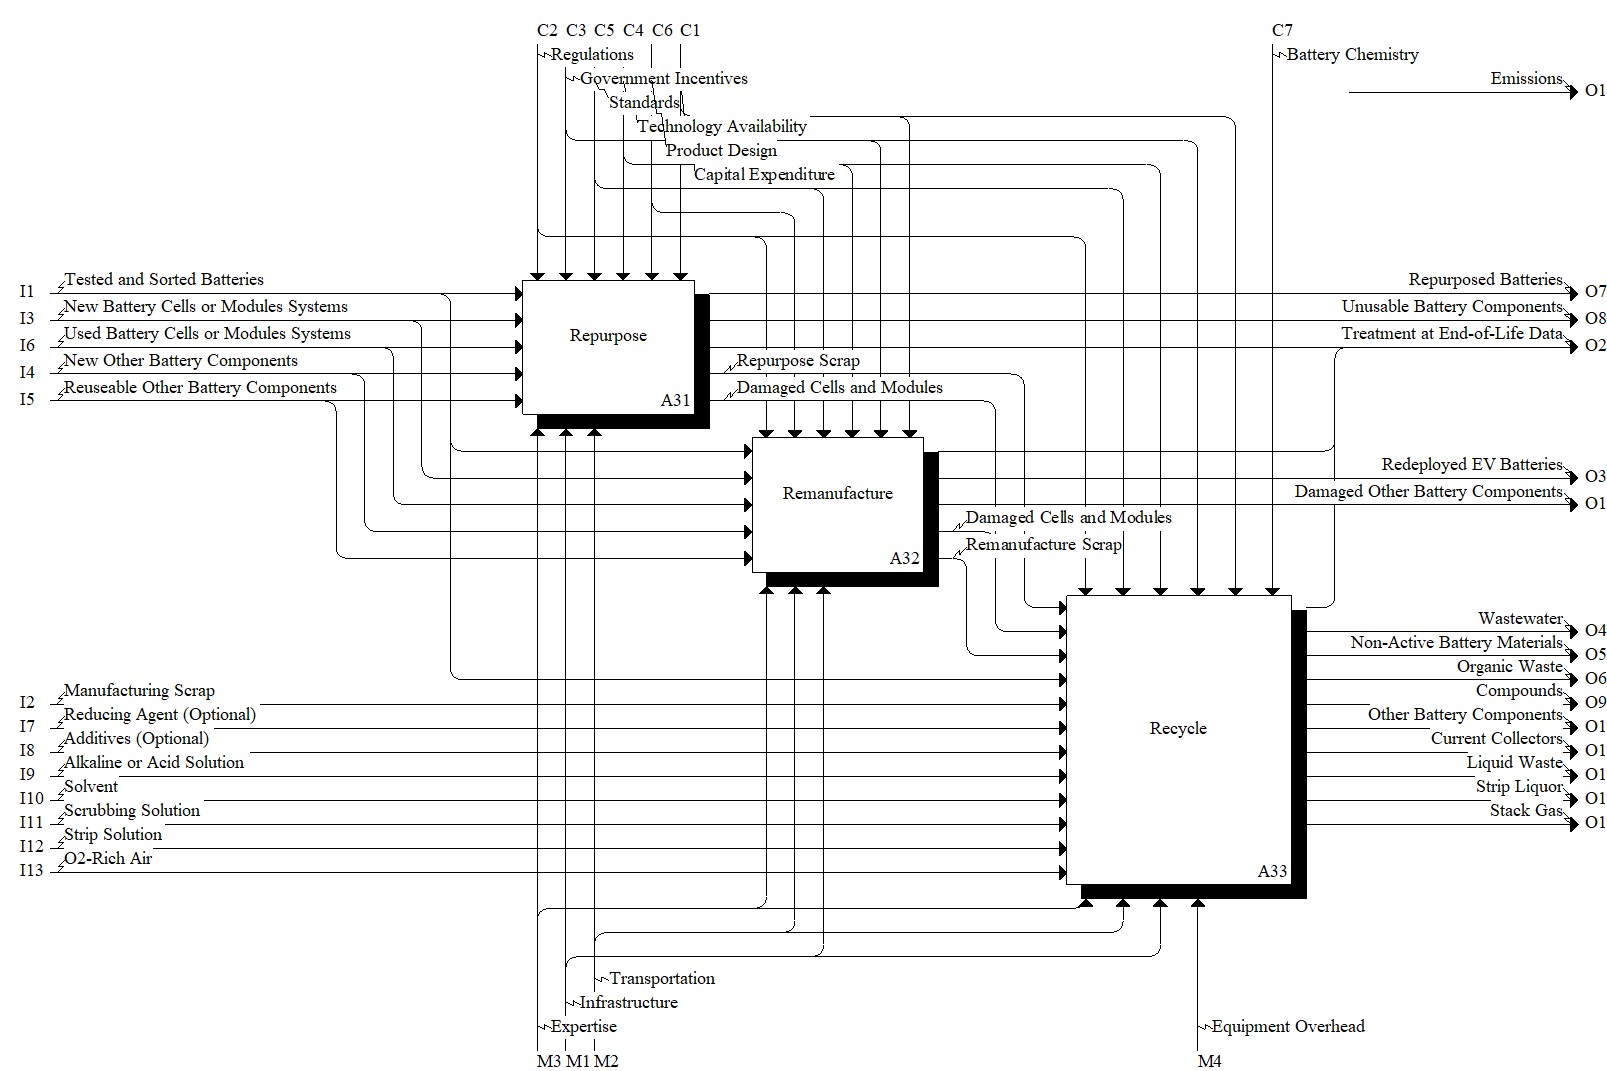 C2 C3 C5 C4 C6 C1 C7
Regulations
Battery Chemistry
Government Incentives
Emissions O1
Standards
Technology Availability
Product Design
Capital Expenditure
I1 Tested and Sorted Batteries
Repurposed Batteries O7
I3 New Battery Cells or Modules Systems
Unusable Battery Components O8
I6 Used Battery Cells or Modules Systems
Treatment at End-of-Life Data O2
I4 New Other Battery Components
I5 Reuseable Other Battery Components
Repurpose
A31
Repurpose Scrap
Damaged Cells and Modules
Redeployed EV Batteries O3
Damaged Other Battery Components O1
Remanufacture
A32
Damaged Cells and Modules
Remanufacture Scrap
Wastewater O4
Non-Active Battery Materials O5
Organic Waste O6
Compounds O9
Other Battery Components O1
Current Collectors O1
Liquid Waste O1
Strip Liquor O1
Stack Gas O1
I2 Manufacturing Scrap
I7 Reducing Agent (Optional)
I8 Additives (Optional)
I9 Alkaline or Acid Solution
I10 Solvent
I11 Scrubbing Solution
I12 Strip Solution
I13 O2-Rich Air
Recycle
A33
Transportation
Infrastructure
Expertise
Equipment Overhead
M3 M1 M2 M4